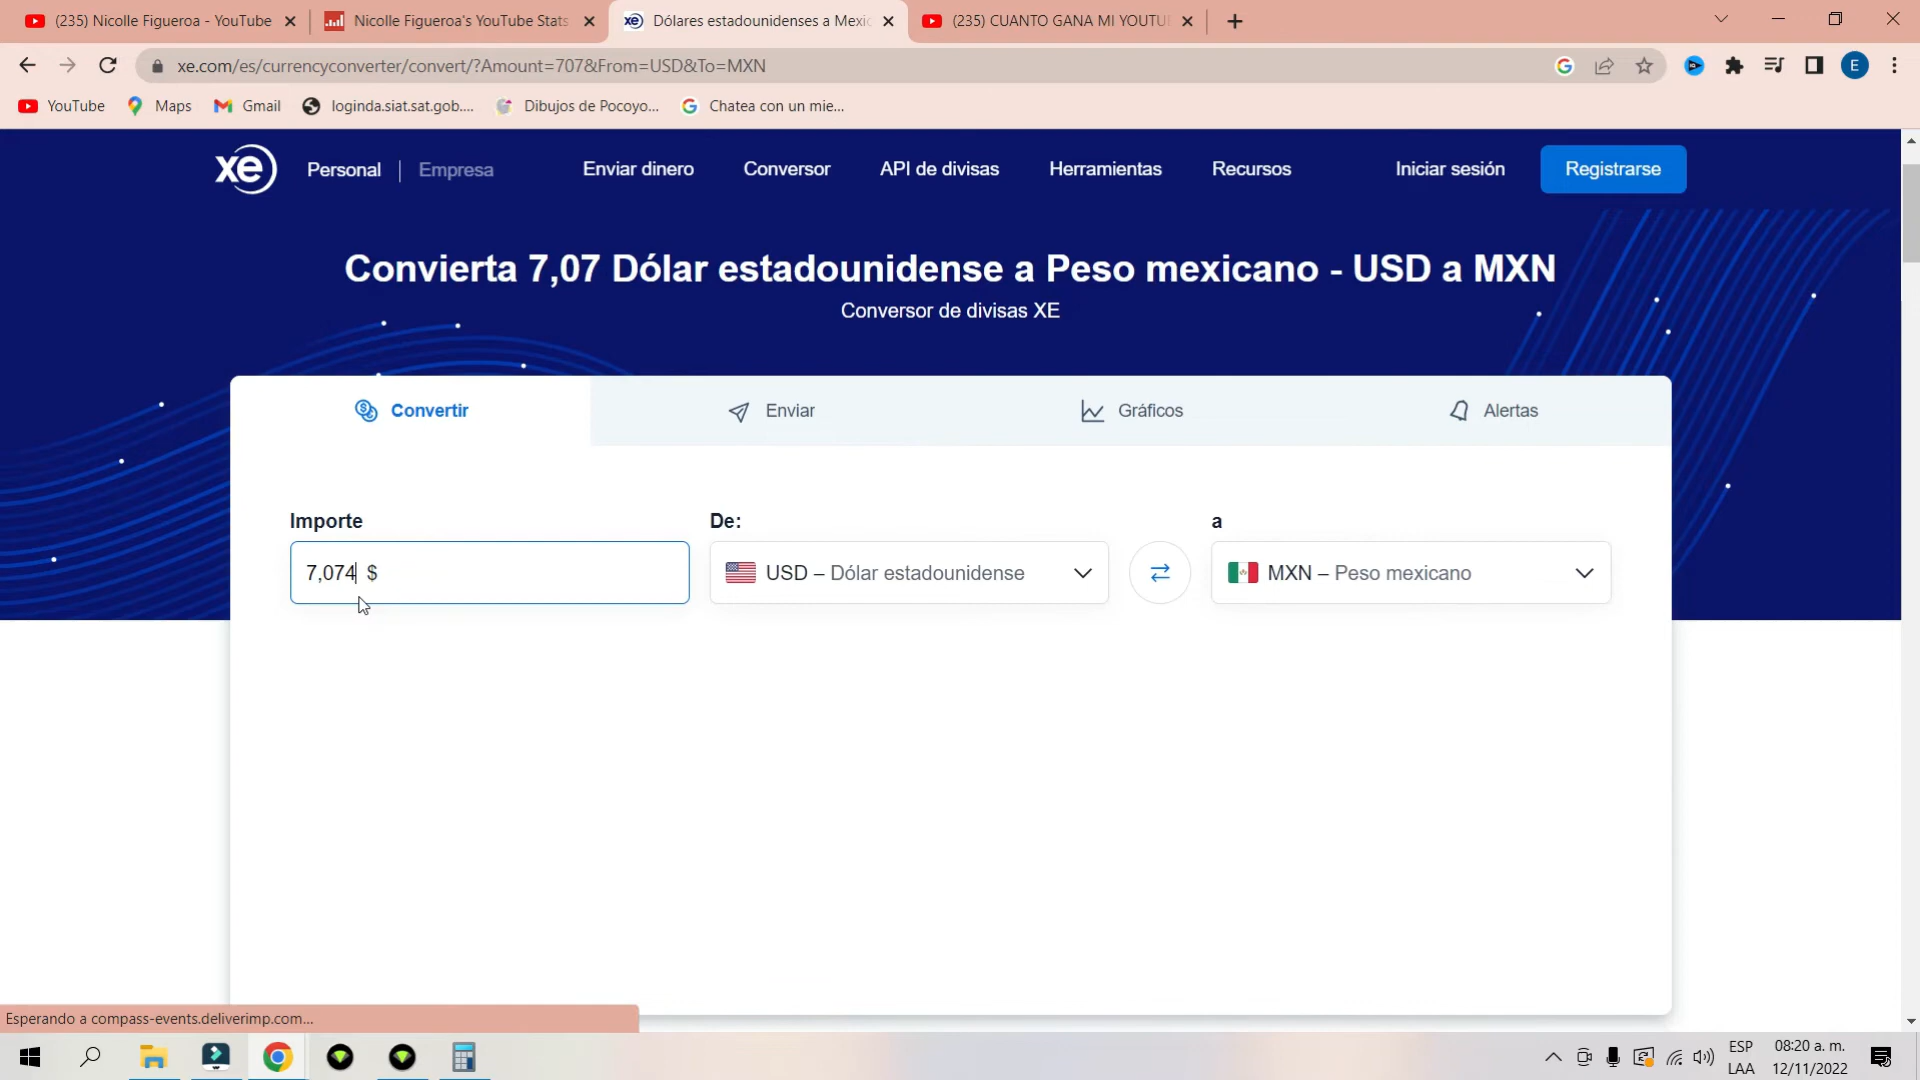 (235) Nicolle Figueroa - YouTube
Nicolle Figueroa's YouTube Stats
Dólares estadounidenses a Mexic
(235) CUANTO GANA MI YOUTU
xe.com/es/currencyconverter/convert/?Amount=707&From=USD&To=MXN
E
YouTube
Maps
Gmail
loginda.siat.sat.gob....
Dibujos de Pocoyo...
Chatea con un mie...
xe
Personal | Empresa
Enviar dinero
Conversor
API de divisas
Herramientas
Recursos
Iniciar sesión
Registrarse
Convierta 7,07 Dólar estadounidense a Peso mexicano - USD a MXN
Conversor de divisas XE
Convertir
Enviar
Gráficos
Alertas
Importe
De:
a
7,074 $
USD – Dólar estadounidense
MXN – Peso mexicano
Esperando a compass-events.deliverimp.com...
ESP
LAA
08:20 a. m.
12/11/2022